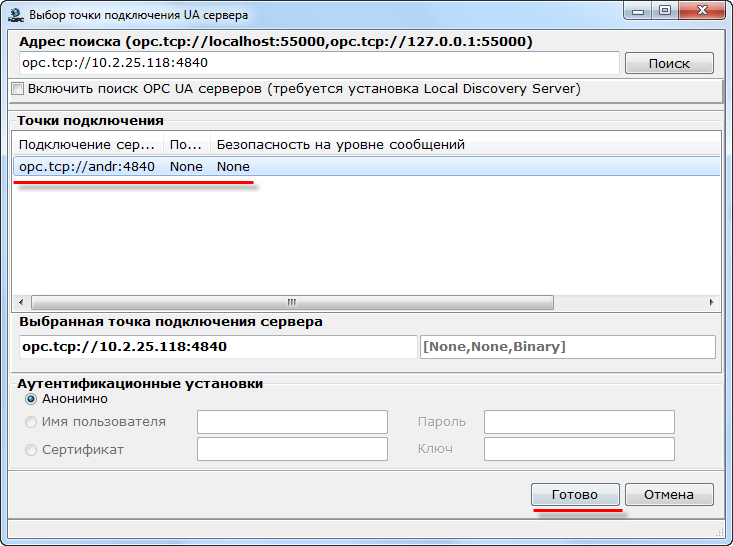 Выбор точки подключения UA сервера
Адрес поиска (opc.tcp://localhost:55000,opc.tcp://127.0.0.1:55000)
opc.tcp://10.2.25.118:4840 Поиск
Включить поиск OPC UA серверов (требуется установка Local Discovery Server)
Точки подключения
Подключение сер... По... Безопасность на уровне сообщений
opc.tcp://andr:4840 None None
Выбранная точка подключения сервера
opc.tcp://10.2.25.118:4840 [None,None,Binary]
Аутентификационные установки
Анонимно
Имя пользователя Пароль
Сертификат Ключ
Готово Отмена